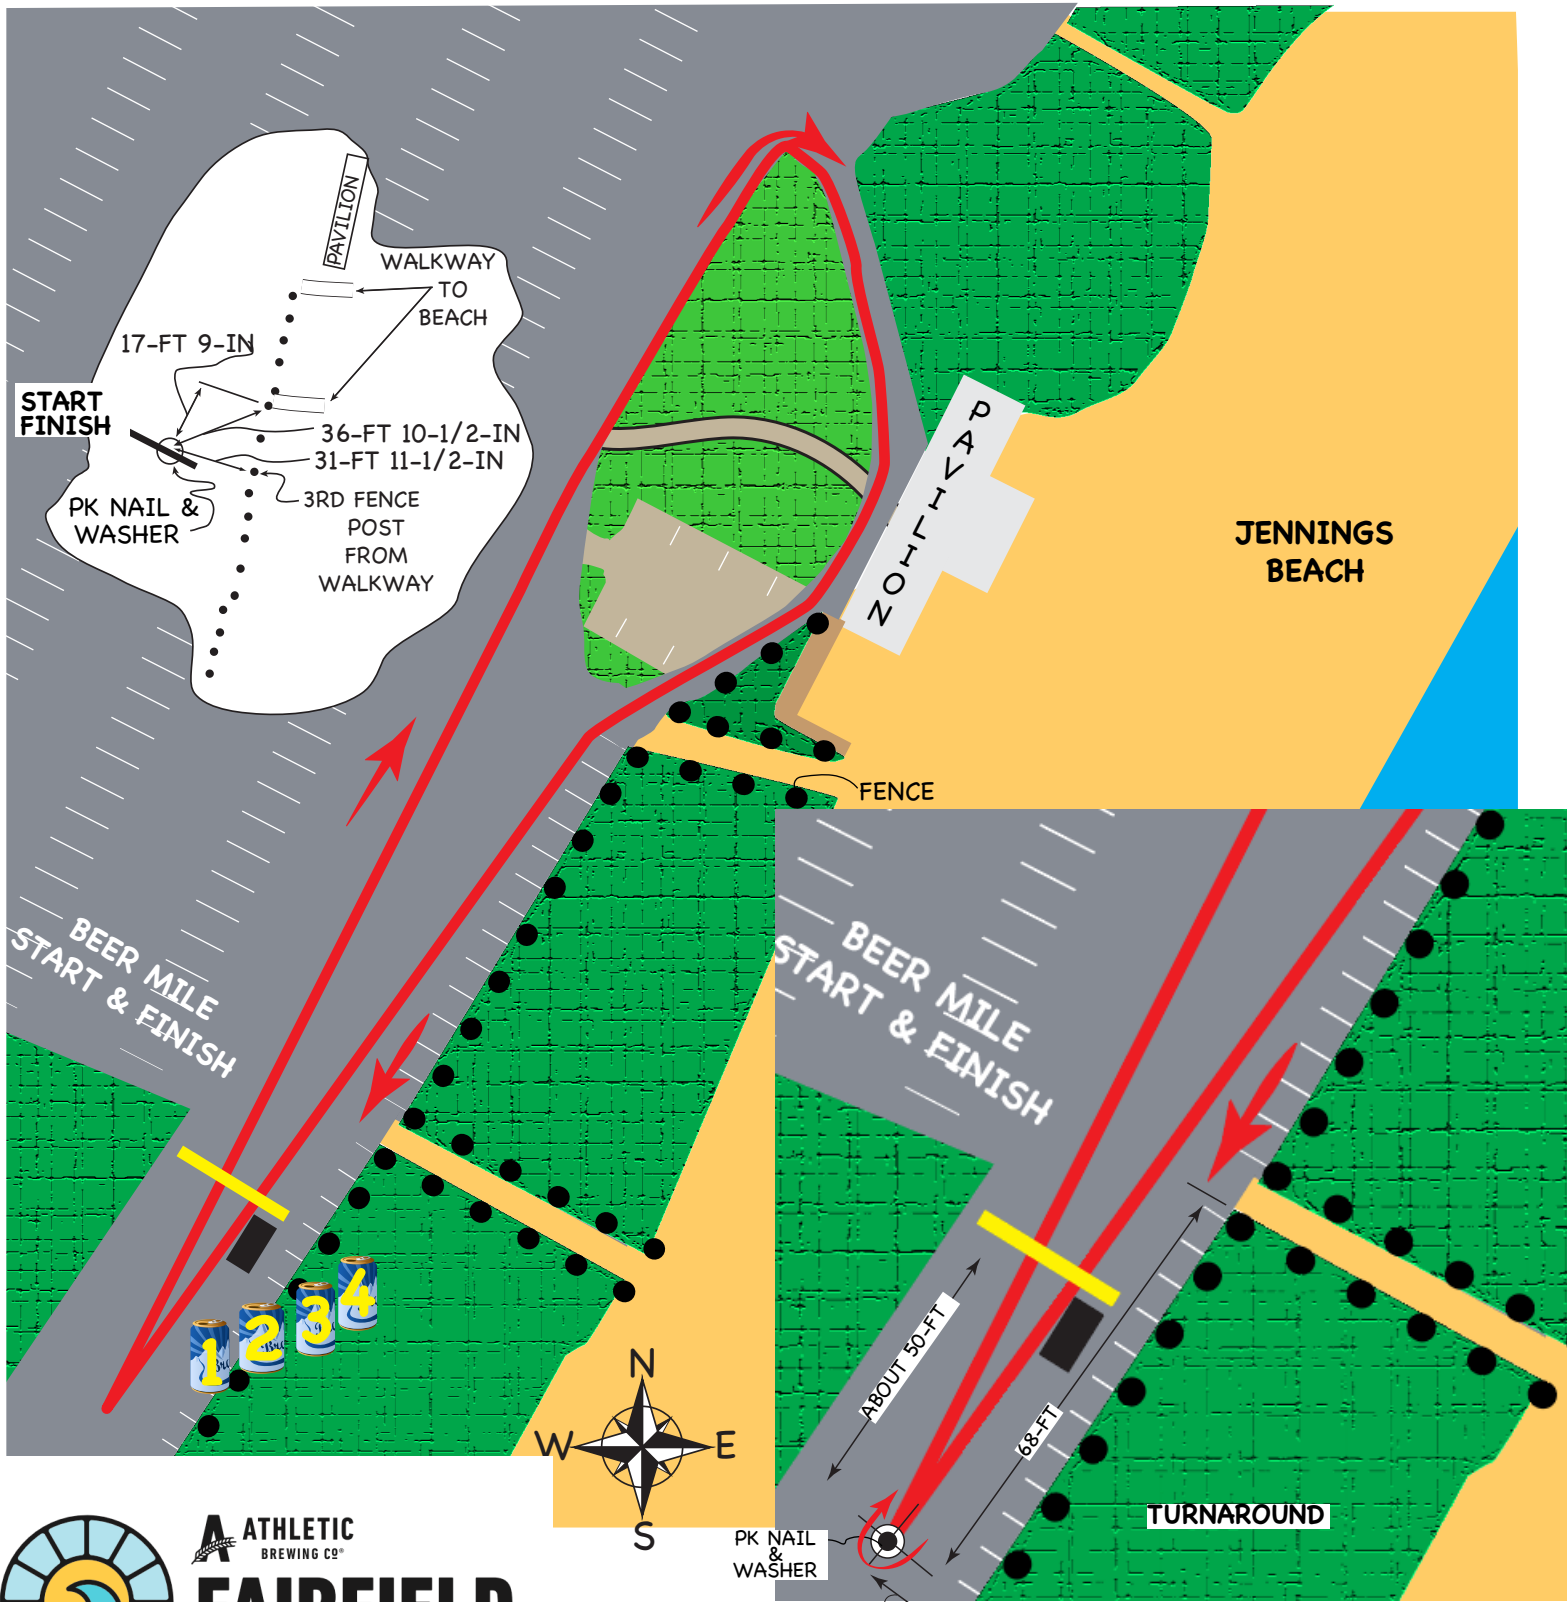 PAVILION
WALKWAY
TO
BEACH
17-FT 9-IN
START
FINISH
36-FT 10-1/2-IN
31-FT 11-1/2-IN
PK NAIL &
WASHER
3RD FENCE
POST
FROM
WALKWAY
PAVILION
JENNINGS
BEACH
FENCE
BEER MILE
START & FINISH
1
2
3
4
N
W
E
S
BEER MILE
START & FINISH
ABOUT 50-FT
68-FT
TURNAROUND
PK NAIL
&
WASHER
ATHLETIC
BREWING CO®
FAIRFIELD